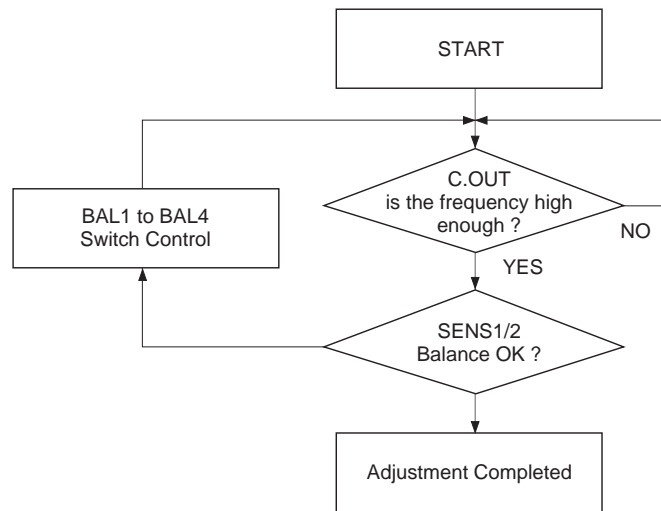 START
C.OUT
is the frequency high
enough ?
NO
YES
BAL1 to BAL4
Switch Control
SENS1/2
Balance OK ?
Adjustment Completed